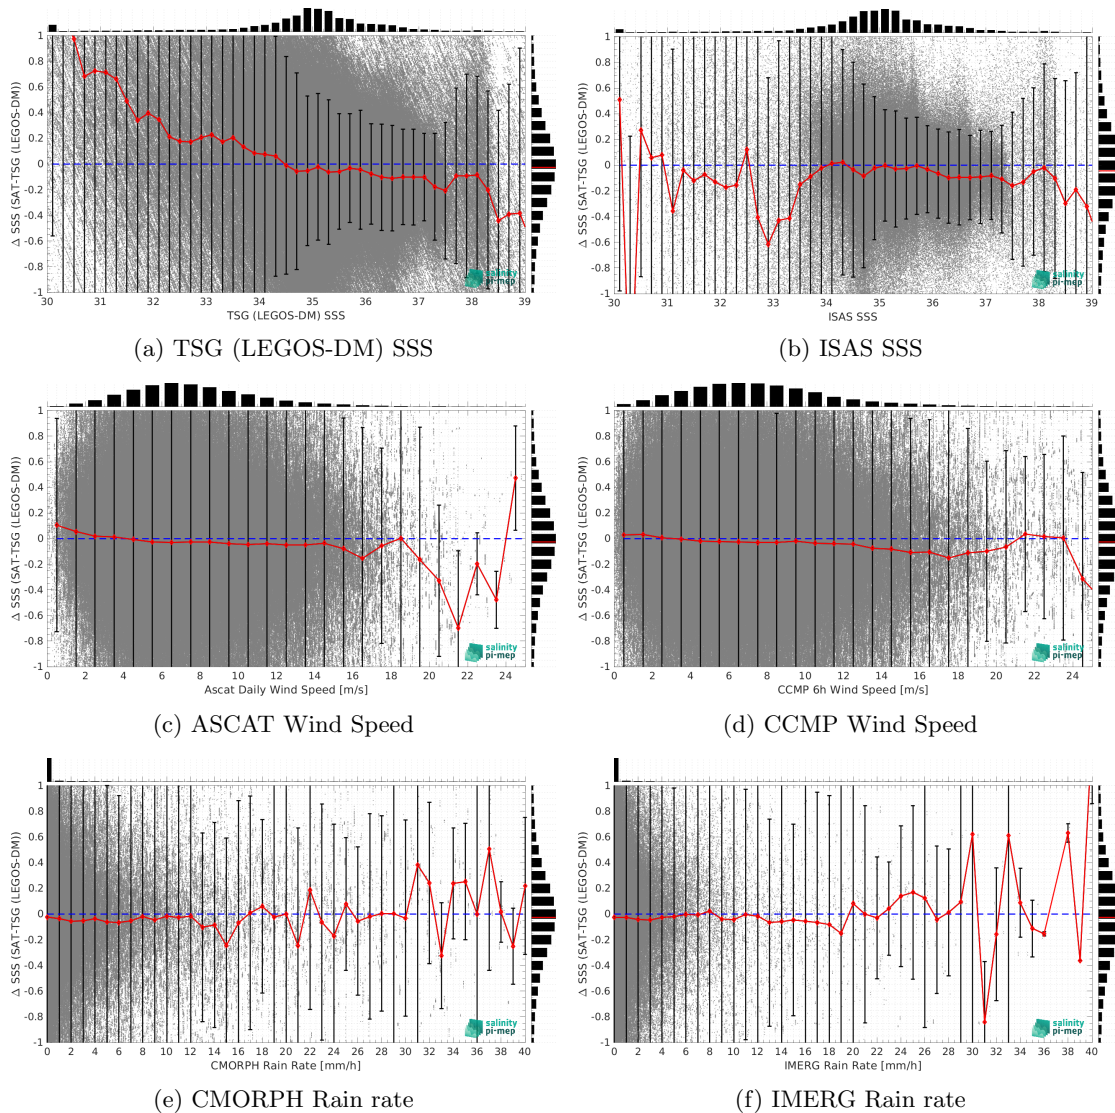 1
0.8
0.6
0.4
0.2
0
-0.2
-0.4
-0.6
-0.8
-1
Δ SSS (SAT-TSG (LEGOS-DM))
30 31 32 33 34 35 36 37 38 39
TSG (LEGOS-DM) SSS
salinity
pi-mep
(a) TSG (LEGOS-DM) SSS
1
0.8
0.6
0.4
0.2
0
-0.2
-0.4
-0.6
-0.8
-1
Δ SSS (SAT-TSG (LEGOS-DM))
30 31 32 33 34 35 36 37 38 39
ISAS SSS
salinity
pi-mep
(b) ISAS SSS
1
0.8
0.6
0.4
0.2
0
-0.2
-0.4
-0.6
-0.8
-1
Δ SSS (SAT-TSG (LEGOS-DM))
0 2 4 6 8 10 12 14 16 18 20 22 24
Ascat Daily Wind Speed [m/s]
salinity
pi-mep
(c) ASCAT Wind Speed
1
0.8
0.6
0.4
0.2
0
-0.2
-0.4
-0.6
-0.8
-1
Δ SSS (SAT-TSG (LEGOS-DM))
0 2 4 6 8 10 12 14 16 18 20 22 24
CCMP 6h Wind Speed [m/s]
salinity
pi-mep
(d) CCMP Wind Speed
1
0.8
0.6
0.4
0.2
0
-0.2
-0.4
-0.6
-0.8
-1
Δ SSS (SAT-TSG (LEGOS-DM))
0 2 4 6 8 10 12 14 16 18 20 22 24 26 28 30 32 34 36 38 40
CMORPH Rain Rate [mm/h]
salinity
pi-mep
(e) CMORPH Rain rate
1
0.8
0.6
0.4
0.2
0
-0.2
-0.4
-0.6
-0.8
-1
Δ SSS (SAT-TSG (LEGOS-DM))
0 2 4 6 8 10 12 14 16 18 20 22 24 26 28 30 32 34 36 38 40
IMERG Rain Rate [mm/h]
salinity
pi-mep
(f) IMERG Rain rate